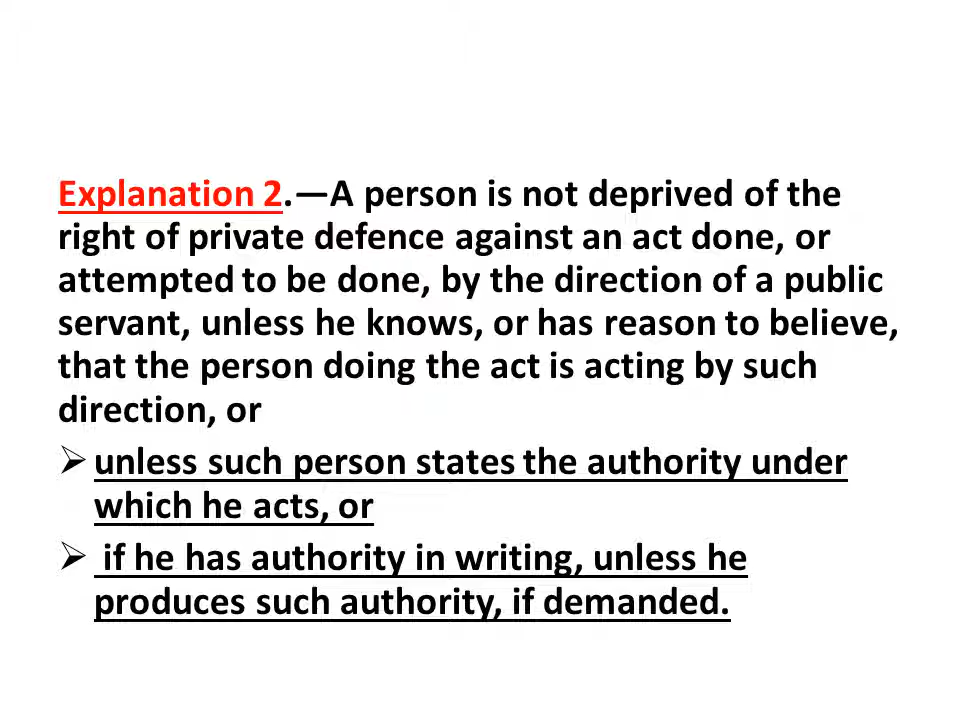 Explanation 2.—A person is not deprived of the
right of private defence against an act done, or
attempted to be done, by the direction of a public
servant, unless he knows, or has reason to believe,
that the person doing the act is acting by such
direction, or
➢ unless such person states the authority under
which he acts, or
➢ if he has authority in writing, unless he
produces such authority, if demanded.